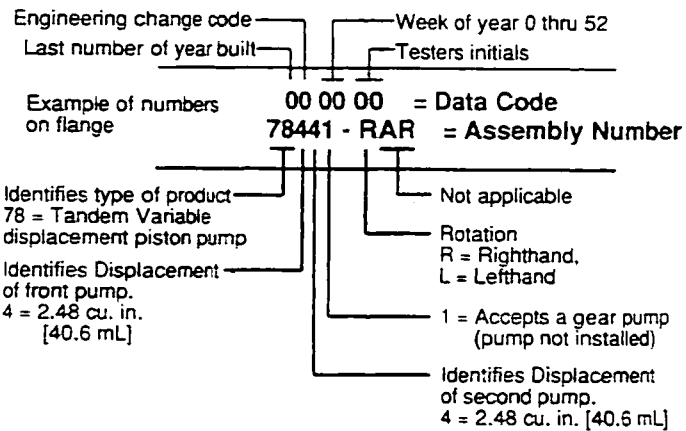 Engineering change code
Week of year 0 thru 52
Last number of year built
Testers initials
Example of numbers
on flange
00 00 00 = Data Code
78441 - RAR = Assembly Number
Identifies type of product
78 = Tandem Variable
displacement piston pump
Identifies Displacement
of front pump.
4 = 2.48 cu. in.
[40.6 mL]
Not applicable
Rotation
R = Righthand,
L = Lefthand
1 = Accepts a gear pump
(pump not installed)
Identifies Displacement
of second pump.
4 = 2.48 cu. in. [40.6 mL]